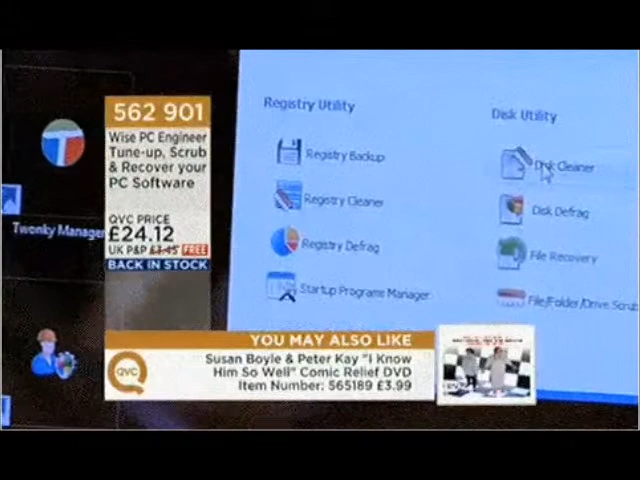 562 901
Wise PC Engineer
Tune-up, Scrub
& Recover your
PC Software
QVC PRICE
£24.12
UK P&P £3.45 FREE
BACK IN STOCK
Twonky Manager
Registry Utility
Registry Backup
Registry Cleaner
Registry Defrag
Startup Programs Manager
Disk Utility
Disk Cleaner
Disk Defrag
File Recovery
File/Folder/Drive Scrub
YOU MAY ALSO LIKE
Susan Boyle & Peter Kay "I Know
Him So Well" Comic Relief DVD
Item Number: 565189 £3.99
QVC